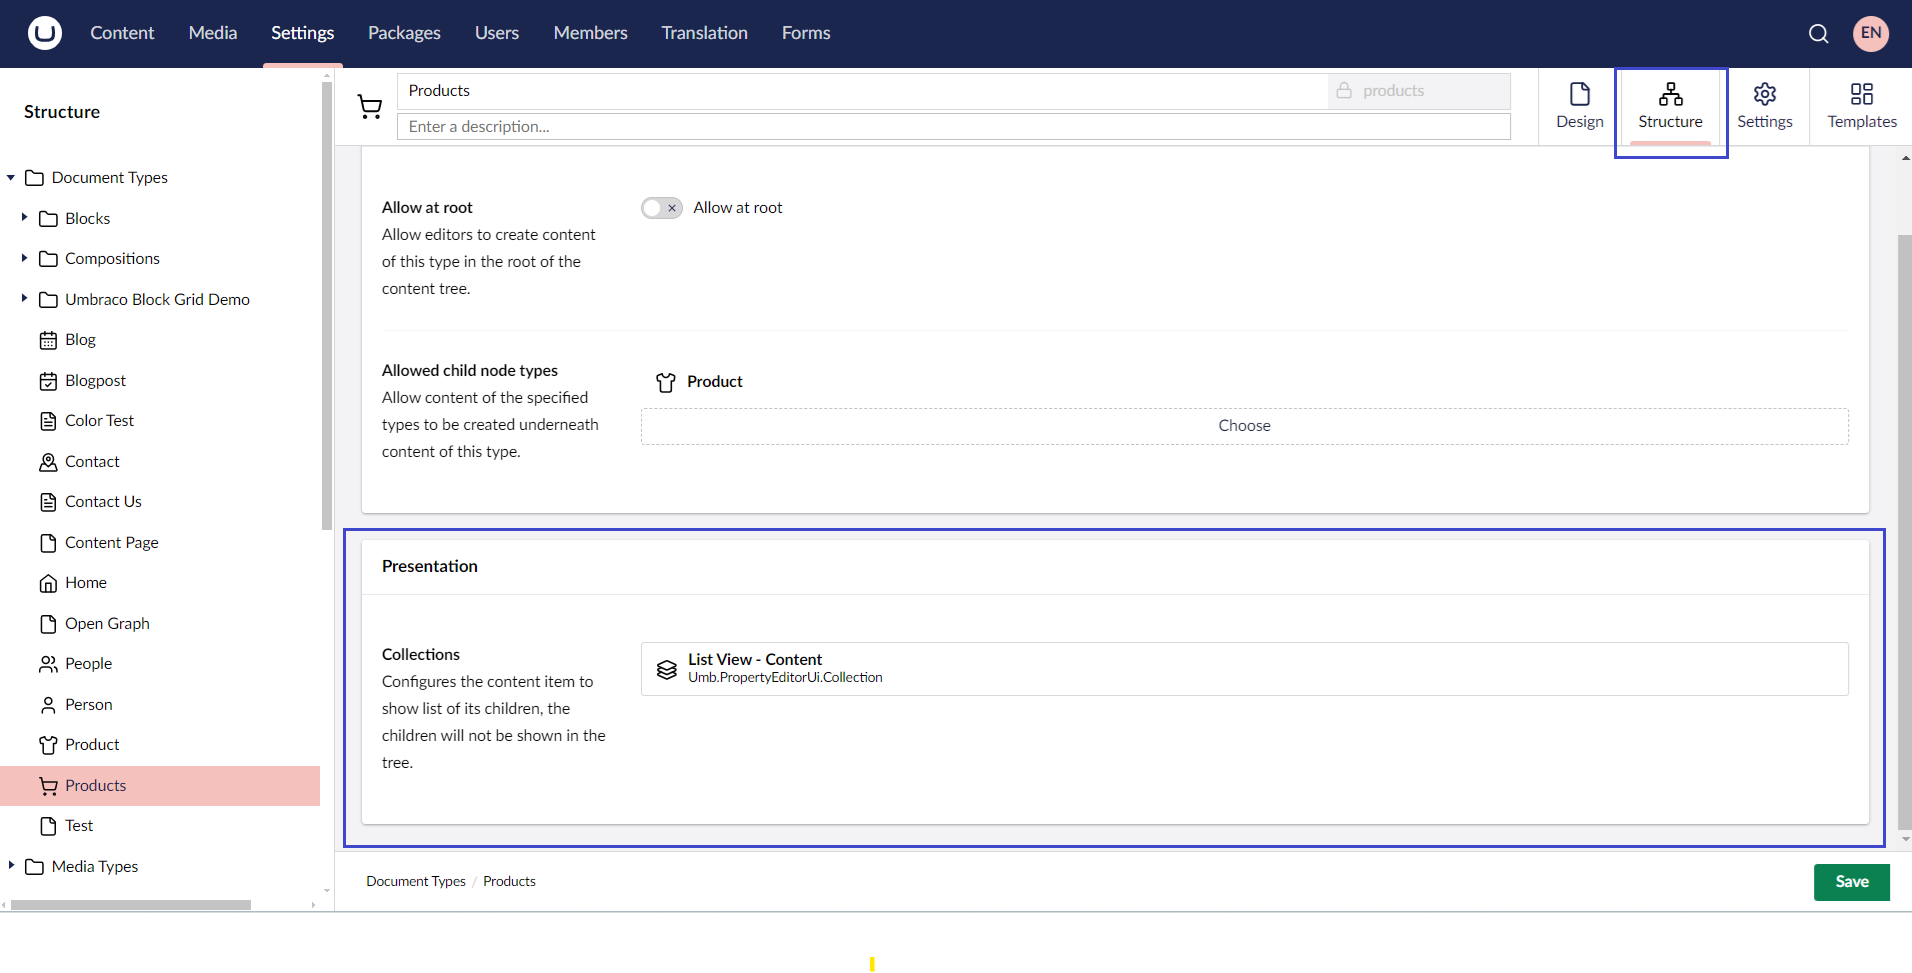 Content Media Settings Packages Users Members Translation Forms EN
Structure
Document Types
Blocks
Compositions
Umbraco Block Grid Demo
Blog
Blogpost
Color Test
Contact
Contact Us
Content Page
Home
Open Graph
People
Person
Product
Products
Test
Media Types
Products
products
Enter a description...
Design Structure Settings Templates
Allow at root
Allow editors to create content
of this type in the root of the
content tree.
Allow at root
Allowed child node types
Allow content of the specified
types to be created underneath
content of this type.
Product
Choose
Presentation
Collections
Configures the content item to
show list of its children, the
children will not be shown in the
tree.
List View - Content
Umb.PropertyEditorUi.Collection
Document Types / Products
Save